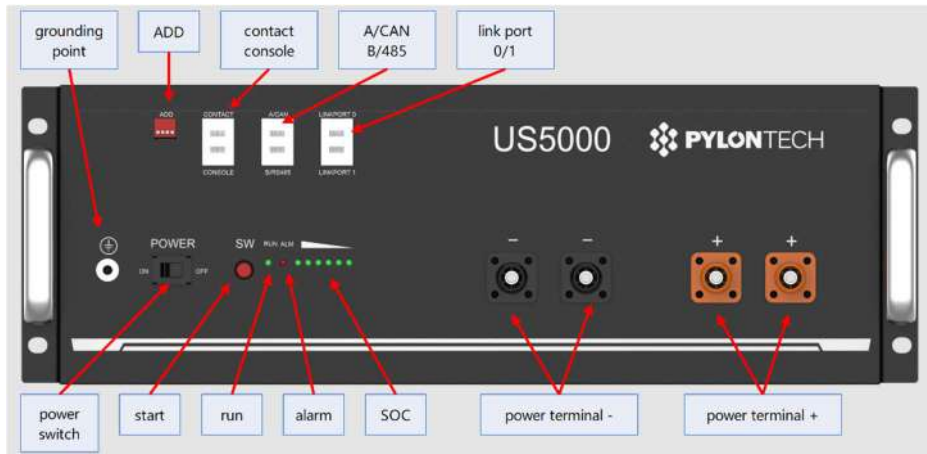 grounding
point
ADD
contact
console
A/CAN
B/485
link port
0/1
ADD
CONTACT
A/CAN
LINKPORT 0
CONSOLE
B/RS485
LINKPORT 1
US5000
PYLONTECH
POWER
ON
OFF
SW
RUN
ALM
−
−
+
+
power
switch
start
run
alarm
SOC
power terminal -
power terminal +